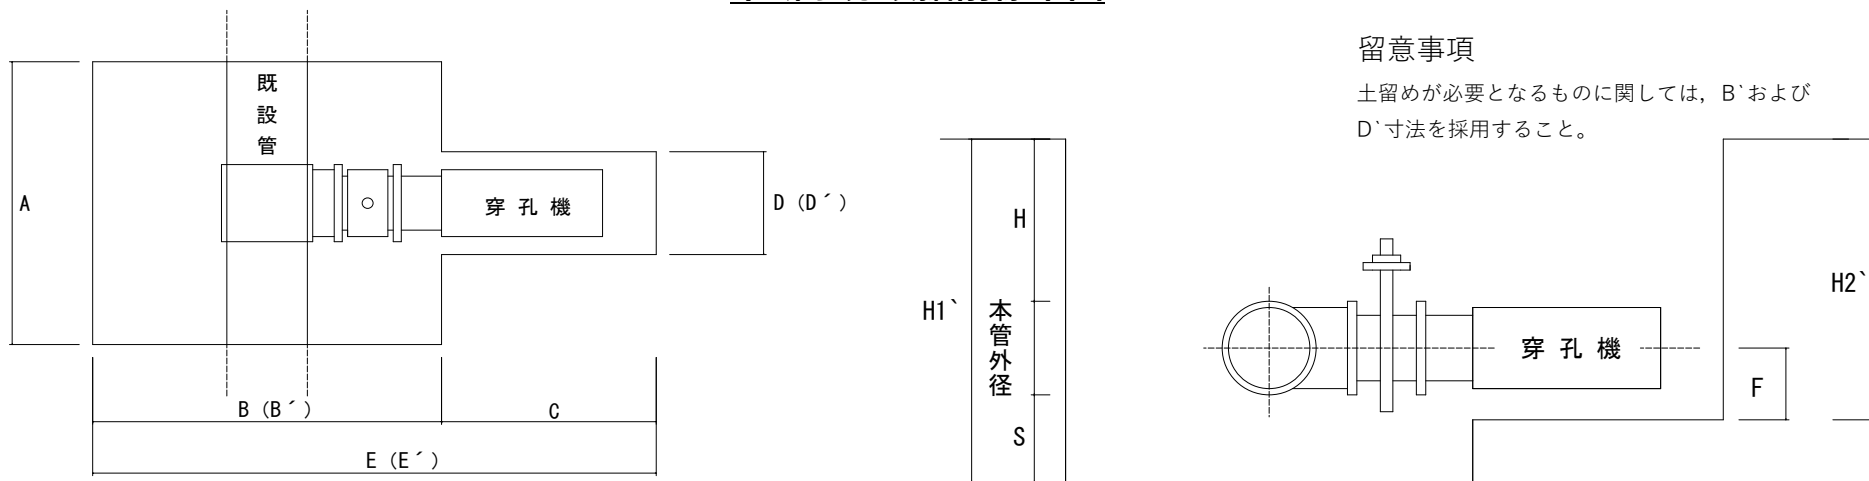 留意事項
土留めが必要となるものに関しては，B`および
D`寸法を採用すること。
既設管
A
穿孔機
D (D´)
B (B´)
C
E (E´)
H
H1`
本管外径
S
穿孔機
H2`
F